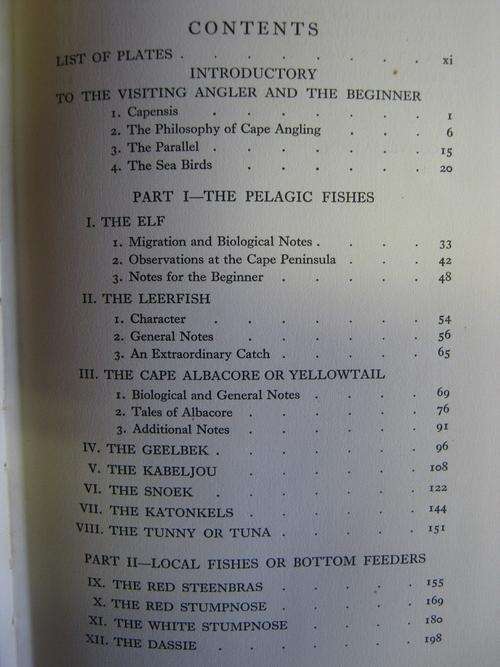 CONTENTS
LIST OF PLATES . . . . . . . . xi
INTRODUCTORY
TO THE VISITING ANGLER AND THE BEGINNER
1. Capensis . . . . . . 1
2. The Philosophy of Cape Angling . . . 6
3. The Parallel . . . . . . 15
4. The Sea Birds . . . . . 20
PART I—THE PELAGIC FISHES
I. THE ELF
1. Migration and Biological Notes . . . . 33
2. Observations at the Cape Peninsula . . . 42
3. Notes for the Beginner . . . . 48
II. THE LEERFISH
1. Character . . . . . . 54
2. General Notes . . . . . 56
3. An Extraordinary Catch . . . . 65
III. THE CAPE ALBACORE OR YELLOWTAIL
1. Biological and General Notes . . . 69
2. Tales of Albacore . . . . . 76
3. Additional Notes . . . . . 91
IV. THE GEELBEK . . . . . . 96
V. THE KABELJOU . . . . . 108
VI. THE SNOEK . . . . . . 122
VII. THE KATONKELS . . . . . 144
VIII. THE TUNNY OR TUNA . . . . 151
PART II—LOCAL FISHES OR BOTTOM FEEDERS
IX. THE RED STEENBRAS . . . . 155
X. THE RED STUMPNOSE . . . . 169
XI. THE WHITE STUMPNOSE . . . . 180
XII. THE DASSIE . . . . . . 198